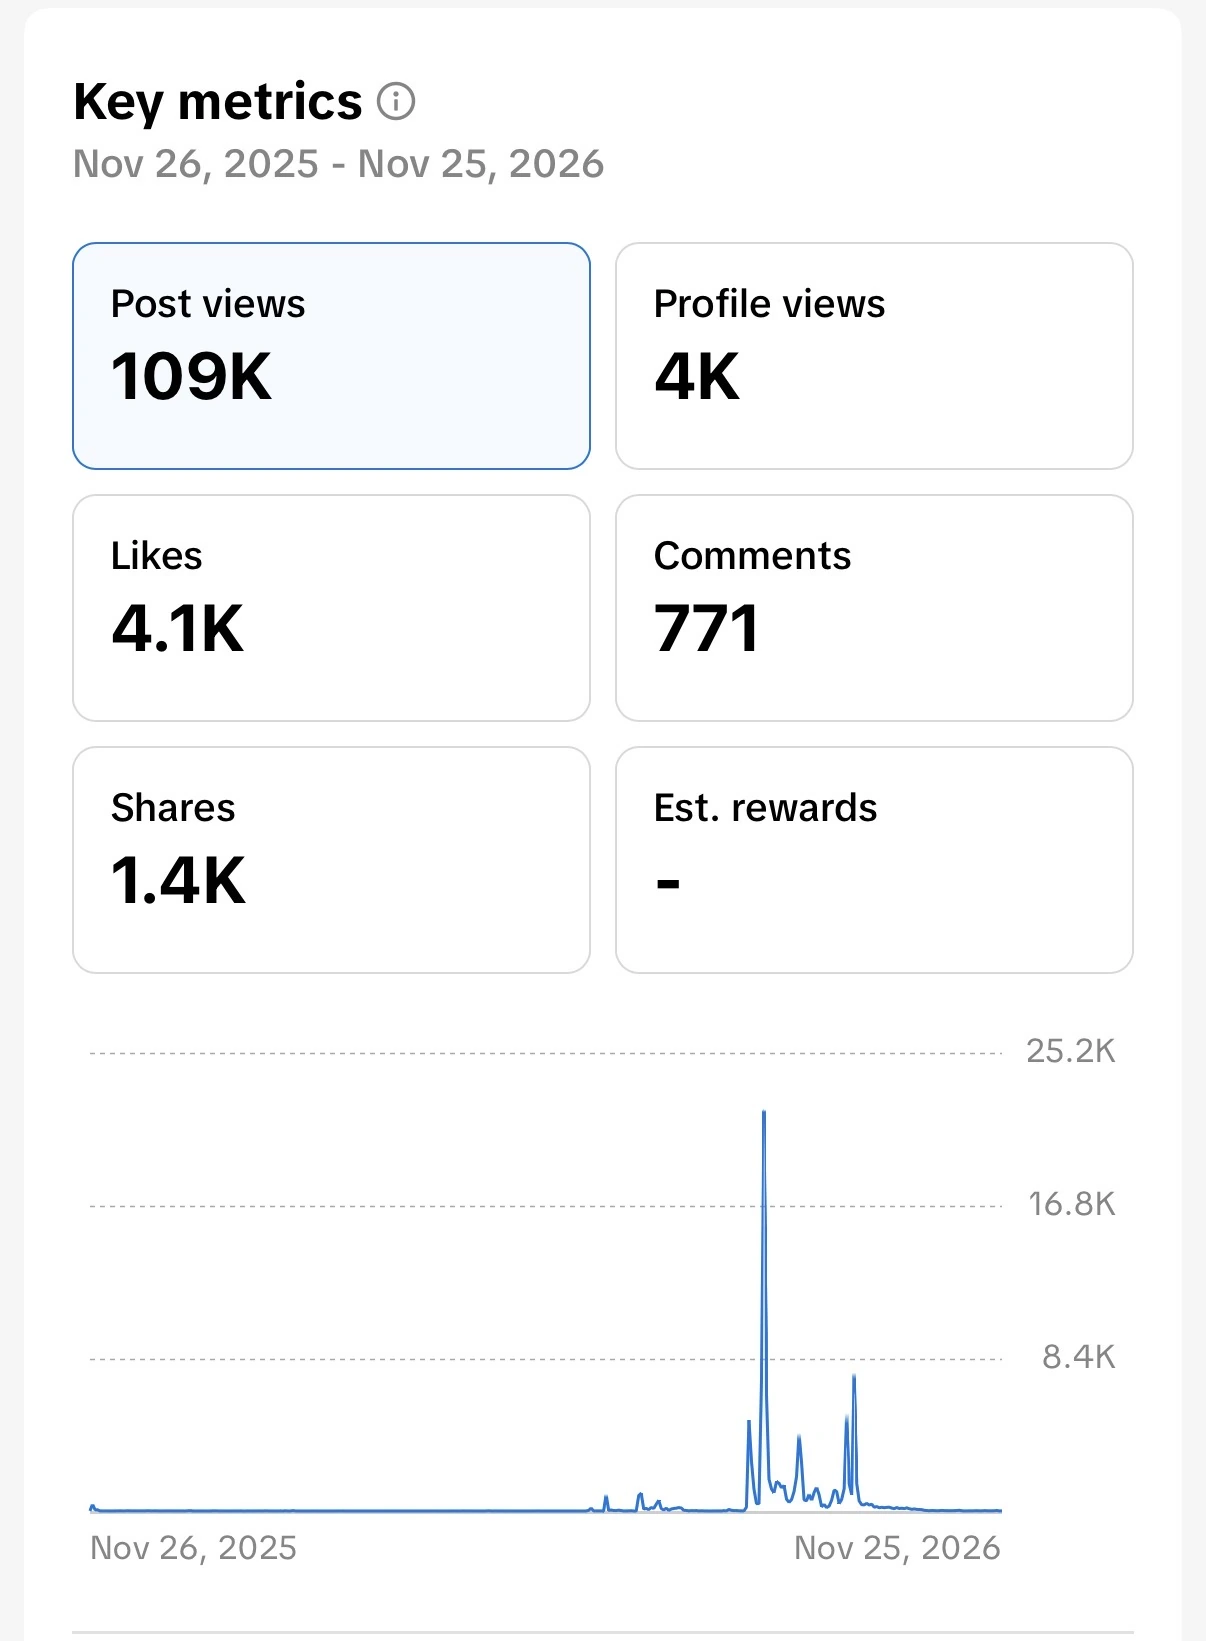 Key metrics
Nov 26, 2025 - Nov 25, 2026
Post views
109K
Profile views
4K
Likes
4.1K
Comments
771
Shares
1.4K
Est. rewards
-
25.2K
16.8K
8.4K
Nov 26, 2025
Nov 25, 2026